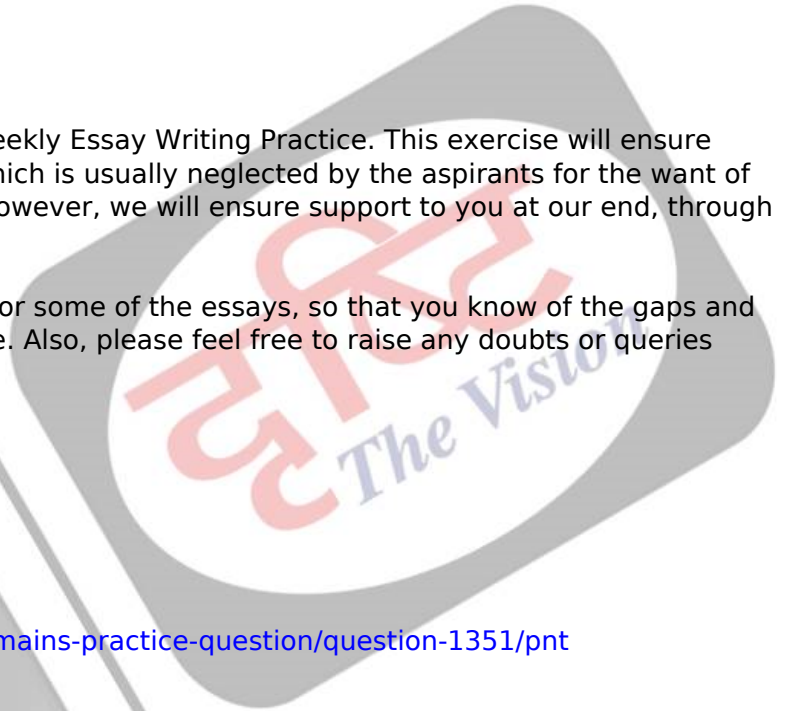 eekly Essay Writing Practice. This exercise will ensure
hich is usually neglected by the aspirants for the want of
owever, we will ensure support to you at our end, through
or some of the essays, so that you know of the gaps and
e. Also, please feel free to raise any doubts or queries
दृष्टि
The Vision
mains-practice-question/question-1351/pnt